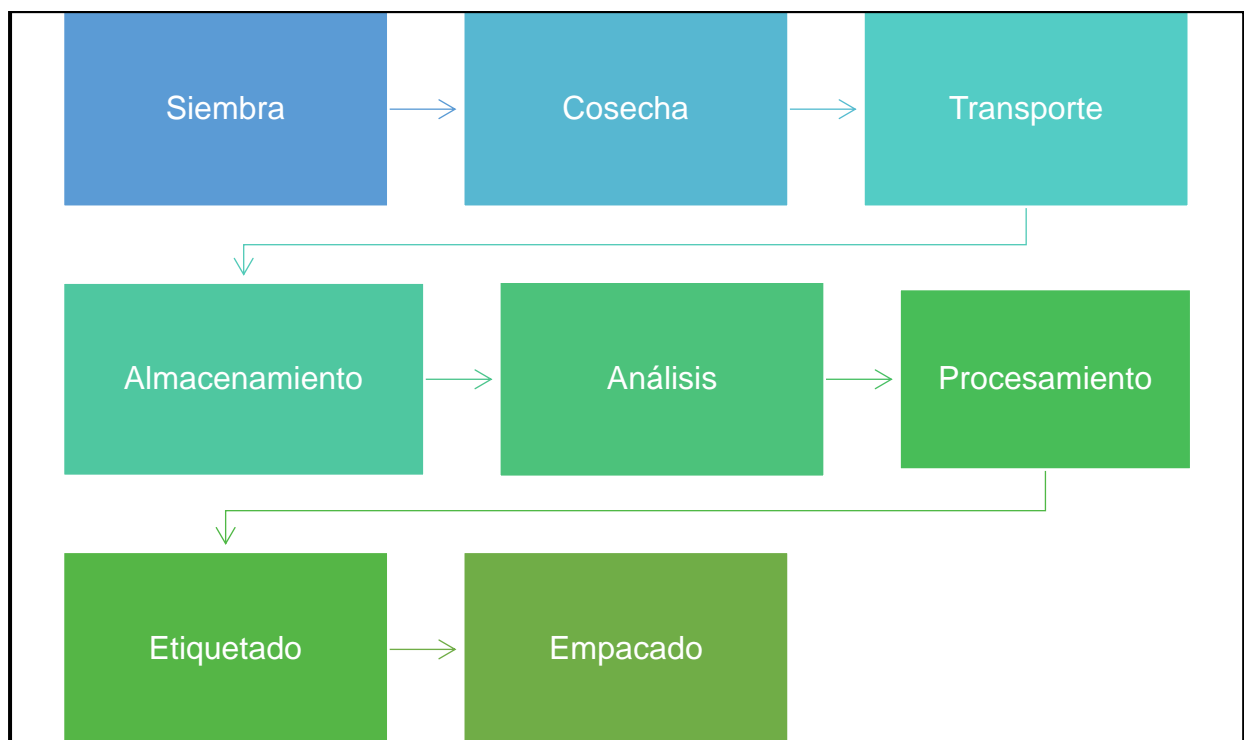 Siembra
Cosecha
Transporte
Almacenamiento
Análisis
Procesamiento
Etiquetado
Empacado